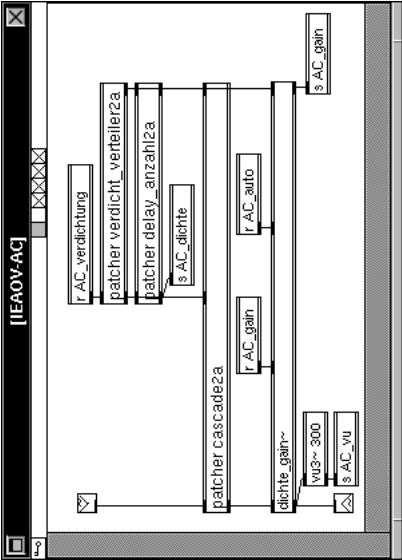 [IEAOV-AC]
r AC_verdichtung
patcher verdicht_verteiler2a
patcher delay_anzahl2a
s AC_dichte
patcher cascade2a
r AC_gain
r AC_auto
dichte_gain~
s AC_gain
vu3~ 300
s AC_vu